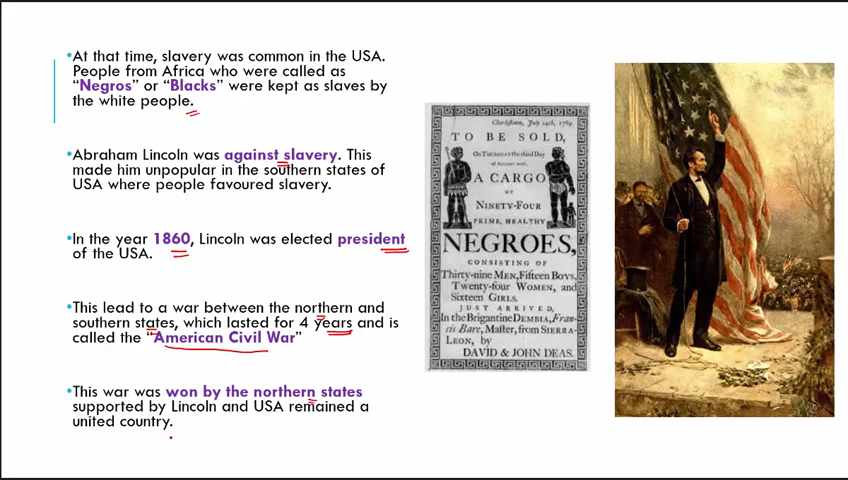 •At that time, slavery was common in the USA.
People from Africa who were called as
“Negros” or “Blacks” were kept as slaves by
the white people.
•Abraham Lincoln was against slavery. This
made him unpopular in the southern states of
USA where people favoured slavery.
•In the year 1860, Lincoln was elected president
of the USA.
•This lead to a war between the northern and
southern states, which lasted for 4 years and is
called the “American Civil War”
•This war was won by the northern states
supported by Lincoln and USA remained a
united country.
Charlestown, July 24th, 1769.
TO BE SOLD,
On THURSDAY the third Day
of AUGUST next,
A CARGO
OF
NINETY-FOUR
PRIME, HEALTHY
NEGROES,
CONSISTING OF
Thirty-nine MEN, Fifteen BOYS,
Twenty-four WOMEN, and
Sixteen GIRLS.
JUST ARRIVED,
In the Brigantine DEMBIA, Fran-
cis Bare, Master, from SIERRA-
LEON, by
DAVID & JOHN DEAS.